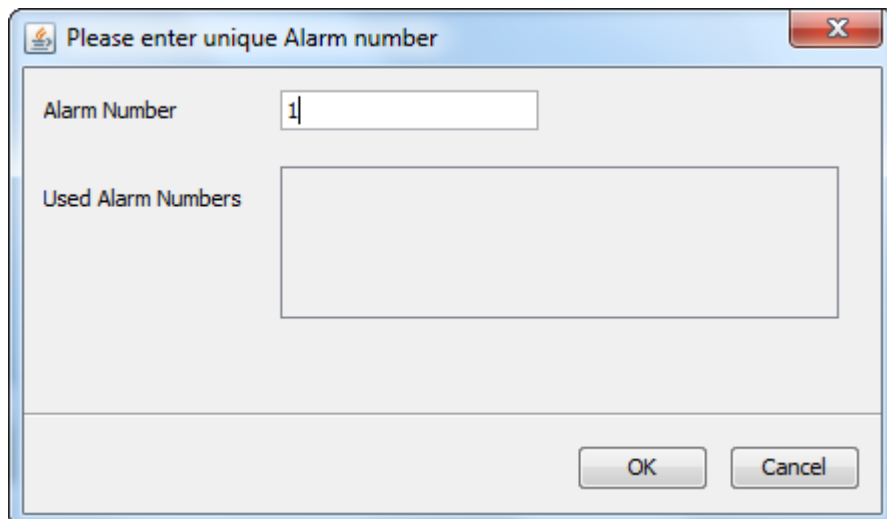 Please enter unique Alarm number
Alarm Number
1
Used Alarm Numbers
OK
Cancel